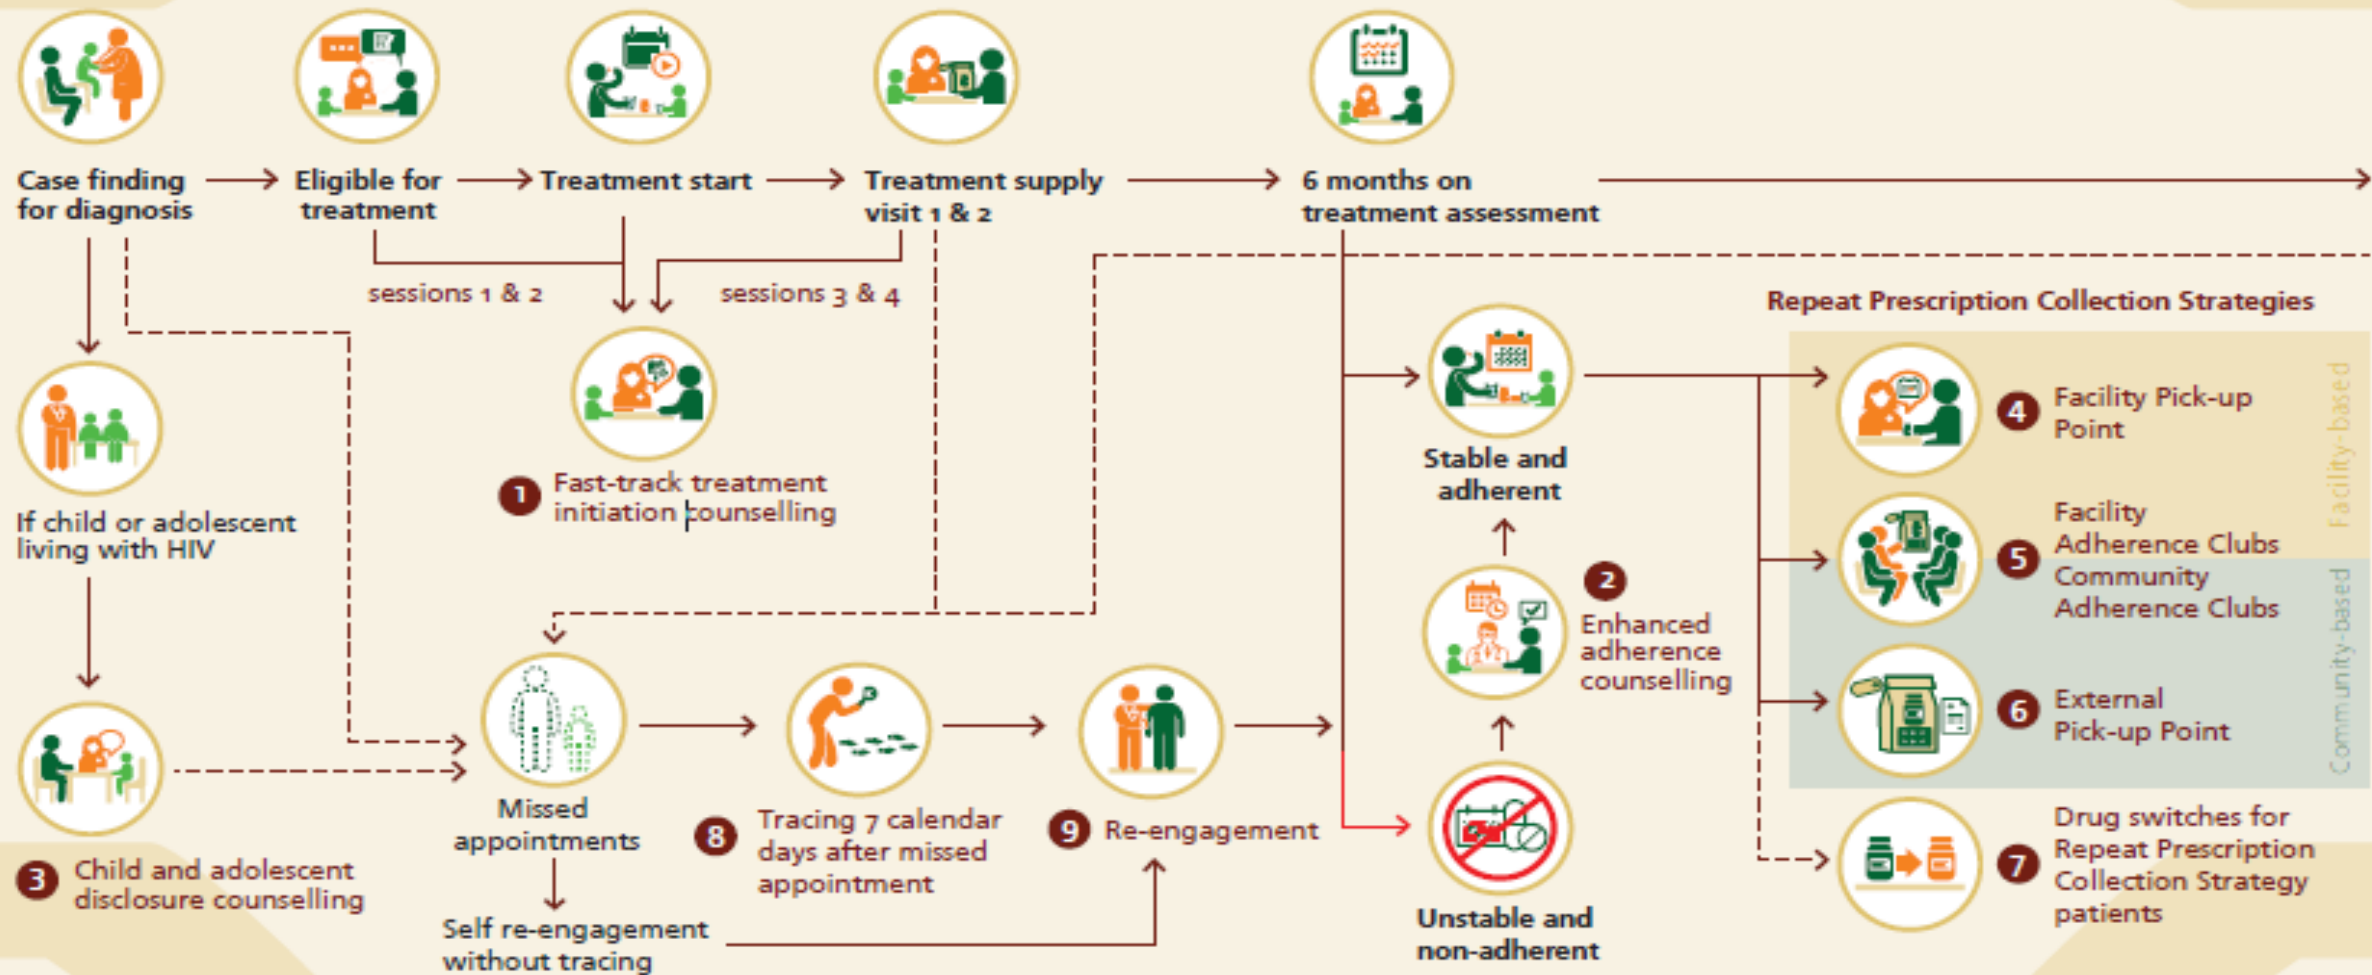 Case finding
for diagnosis
Eligible for
treatment
Treatment start
Treatment supply
visit 1 & 2
6 months on
treatment assessment
sessions 1 & 2
sessions 3 & 4
Repeat Prescription Collection Strategies
If child or adolescent
living with HIV
1
Fast-track treatment
initiation counselling
Stable and
adherent
2
Enhanced
adherence
counselling
4
Facility Pick-up
Point
5
Facility
Adherence Clubs
Community
Adherence Clubs
6
External
Pick-up Point
Facility-based
Community-based
3
Child and adolescent
disclosure counselling
Missed
appointments
Self re-engagement
without tracing
8
Tracing 7 calendar
days after missed
appointment
9
Re-engagement
Unstable and
non-adherent
7
Drug switches for
Repeat Prescription
Collection Strategy
patients